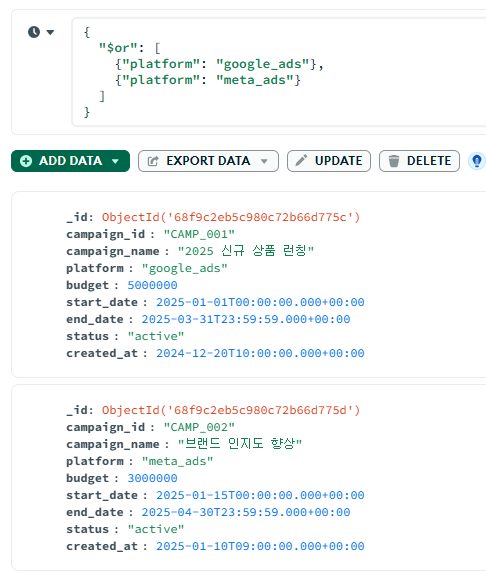 {
"$or": [
{"platform": "google_ads"},
{"platform": "meta_ads"}
]
}
ADD DATA
EXPORT DATA
UPDATE
DELETE
_id: ObjectId('68f9c2eb5c980c72b66d775c')
campaign_id : "CAMP_001"
campaign_name : "2025 신규 상품 런칭"
platform : "google_ads"
budget : 5000000
start_date : 2025-01-01T00:00:00.000+00:00
end_date : 2025-03-31T23:59:59.000+00:00
status : "active"
created_at : 2024-12-20T10:00:00.000+00:00
_id: ObjectId('68f9c2eb5c980c72b66d775d')
campaign_id : "CAMP_002"
campaign_name : "브랜드 인지도 향상"
platform : "meta_ads"
budget : 3000000
start_date : 2025-01-15T00:00:00.000+00:00
end_date : 2025-04-30T23:59:59.000+00:00
status : "active"
created_at : 2025-01-10T09:00:00.000+00:00